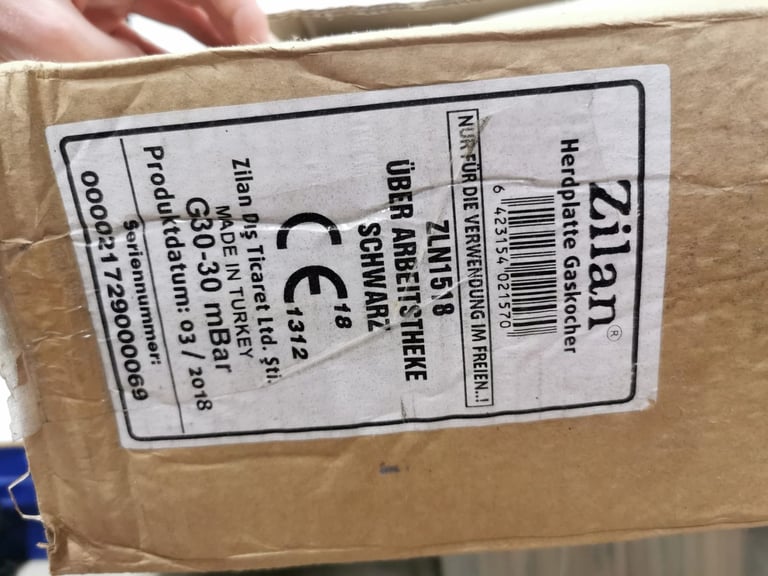 Zilan®
Herdplatte Gaskocher
6 423154 021570
NUR FÜR DIE VERWENDUNG IM FREIEN..!
ZLN1518
ÜBER ARBEITSTHEKE
SCHWARZ
CE 18
1312
Zilan Dış Ticaret Ltd. Şti.
MADE IN TURKEY
G30-30 mBar
Produktdatum: 03 / 2018
Seriennummer:
0000021729000069